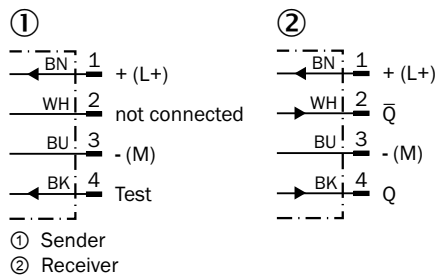 ① ②
BN 1 + (L+) BN 1 + (L+)
WH 2 not connected WH 2 Q̅
BU 3 - (M) BU 3 - (M)
BK 4 Test BK 4 Q
① Sender
② Receiver